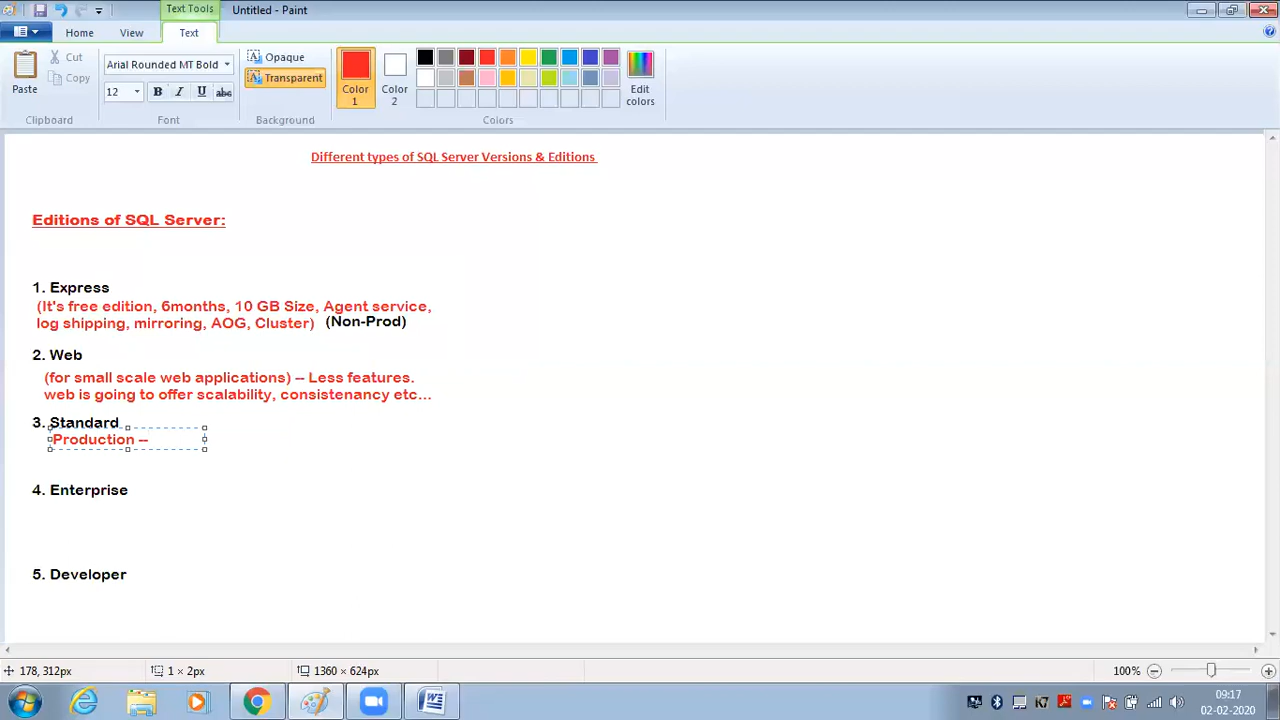 Text Tools
Untitled - Paint
Home
View
Text
Paste
Cut
Copy
Clipboard
Arial Rounded MT Bold
12
B I U abc
Font
Opaque
Transparent
Background
Color 1
Color 2
Edit colors
Colors
Different types of SQL Server Versions & Editions
Editions of SQL Server:
1. Express
(It's free edition, 6months, 10 GB Size, Agent service,
log shipping, mirroring, AOG, Cluster) (Non-Prod)
2. Web
(for small scale web applications) -- Less features.
web is going to offer scalability, consistenancy etc...
3. Standard
Production --
4. Enterprise
5. Developer
178, 312px
1 × 2px
1360 × 624px
100%
09:17
02-02-2020